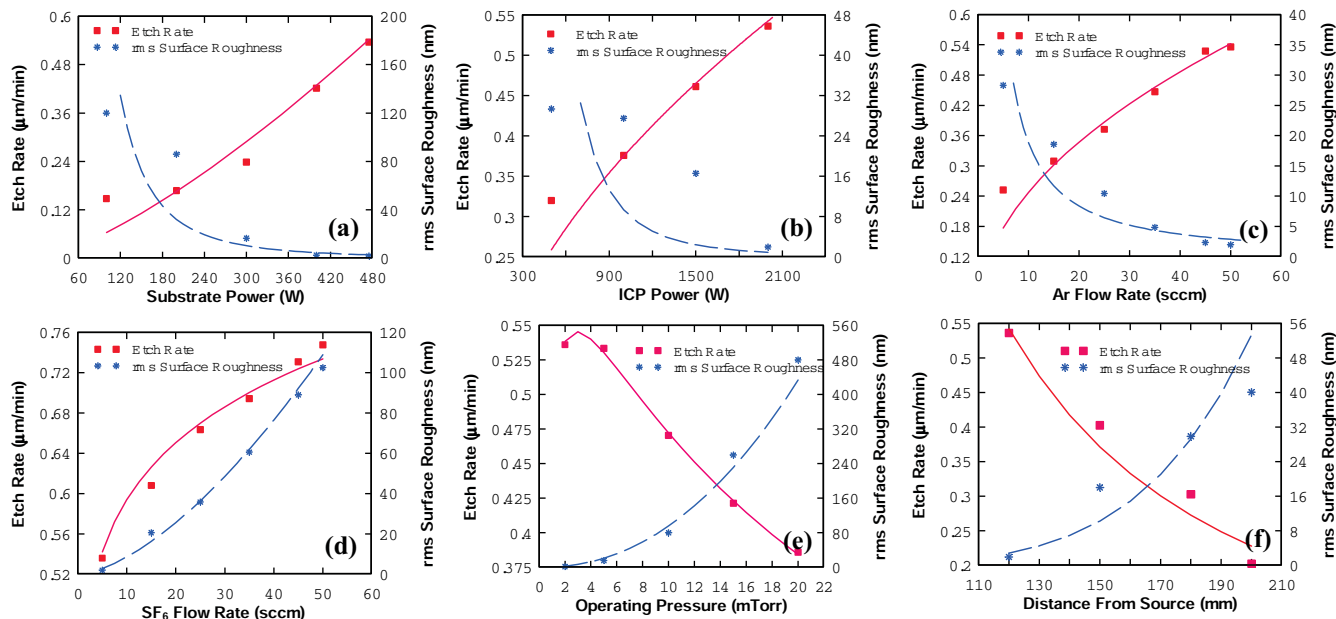 0.6
0.48
0.36
0.24
0.12
0
200
160
120
80
40
0
Etch Rate (μm/min)
rms Surface Roughness (nm)
Etch Rate
rms Surface Roughness
(a)
60 120 180 240 300 360 420 480
Substrate Power (W)
0.55
0.5
0.45
0.4
0.35
0.3
0.25
48
40
32
24
16
8
0
Etch Rate (μm/min)
rms Surface Roughness (nm)
Etch Rate
rms Surface Roughness
(b)
300 900 1500 2100
ICP Power (W)
0.6
0.54
0.48
0.42
0.36
0.3
0.24
0.18
0.12
40
35
30
25
20
15
10
5
0
Etch Rate (μm/min)
rms Surface Roughness (nm)
Etch Rate
rms Surface Roughness
(c)
0 10 20 30 40 50 60
Ar Flow Rate (sccm)
0.76
0.72
0.68
0.64
0.6
0.56
0.52
120
100
80
60
40
20
0
Etch Rate (μm/min)
rms Surface Roughness (nm)
Etch Rate
rms Surface Roughness
(d)
0 10 20 30 40 50 60
SF6 Flow Rate (sccm)
0.55
0.525
0.5
0.475
0.45
0.425
0.4
0.375
560
480
400
320
240
160
80
0
Etch Rate (μm/min)
rms Surface Roughness (nm)
Etch Rate
rms Surface Roughness
(e)
0 2 4 6 8 10 12 14 16 18 20 22
Operating Pressure (mTorr)
0.55
0.5
0.45
0.4
0.35
0.3
0.25
0.2
56
48
40
32
24
16
8
0
Etch Rate (μm/min)
rms Surface Roughness (nm)
Etch Rate
rms Surface Roughness
(f)
110 130 150 170 190 210
Distance From Source (mm)